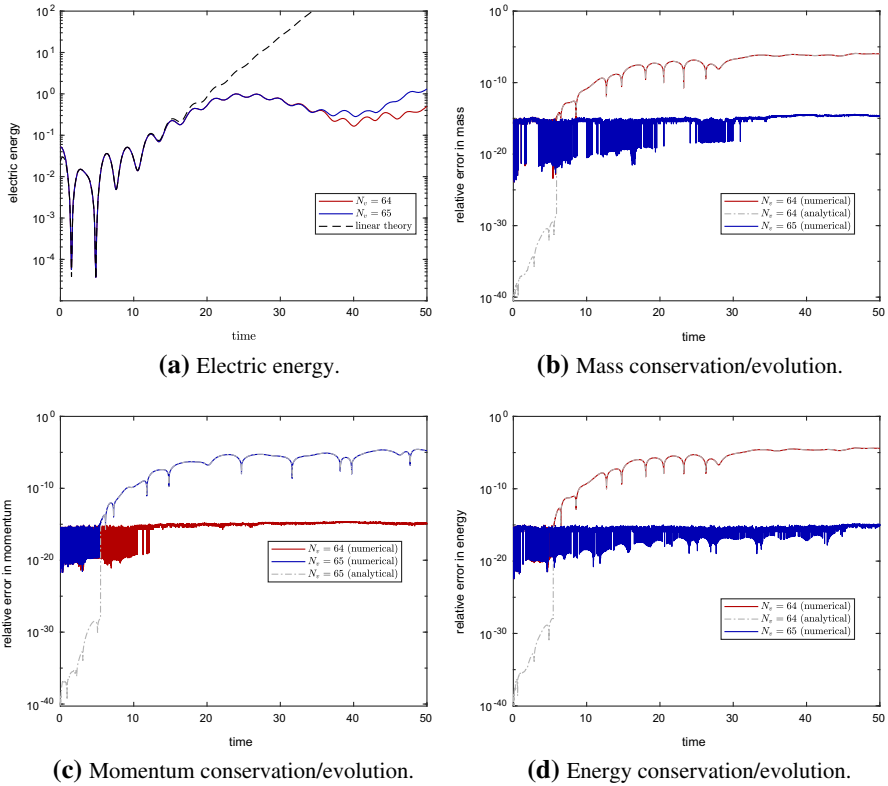 10^2
10^1
10^0
10^-1
10^-2
10^-3
10^-4
electric energy
N_v = 64
N_v = 65
linear theory
0 10 20 30 40 50
time
(a) Electric energy.
10^0
10^-10
10^-20
10^-30
10^-40
relative error in mass
N_v = 64 (numerical)
N_v = 64 (analytical)
N_v = 65 (numerical)
0 10 20 30 40 50
time
(b) Mass conservation/evolution.
10^0
10^-10
10^-20
10^-30
10^-40
relative error in momentum
N_v = 64 (numerical)
N_v = 65 (numerical)
N_v = 65 (analytical)
0 10 20 30 40 50
time
(c) Momentum conservation/evolution.
10^0
10^-10
10^-20
10^-30
10^-40
relative error in energy
N_v = 64 (numerical)
N_v = 64 (analytical)
N_v = 65 (numerical)
0 10 20 30 40 50
time
(d) Energy conservation/evolution.